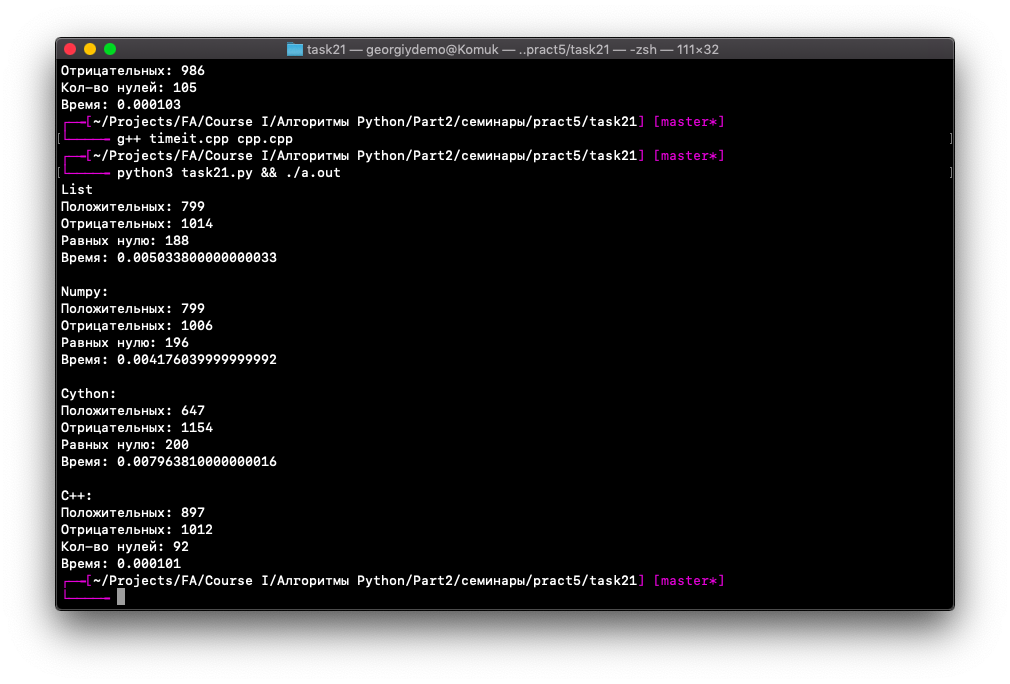 task21 — georgiydemo@Komuk — ..pract5/task21 — -zsh — 111×32
Отрицательных: 986
Кол-во нулей: 105
Время: 0.000103
[~/Projects/FA/Course I/Алгоритмы Python/Part2/семинары/pract5/task21] [master*]
[ g++ timeit.cpp cpp.cpp ]
[~/Projects/FA/Course I/Алгоритмы Python/Part2/семинары/pract5/task21] [master*]
[ python3 task21.py && ./a.out ]
List
Положительных: 799
Отрицательных: 1014
Равных нулю: 188
Время: 0.005033800000000033
Numpy:
Положительных: 799
Отрицательных: 1006
Равных нулю: 196
Время: 0.004176039999999992
Cython:
Положительных: 647
Отрицательных: 1154
Равных нулю: 200
Время: 0.007963810000000016
C++:
Положительных: 897
Отрицательных: 1012
Кол-во нулей: 92
Время: 0.000101
[~/Projects/FA/Course I/Алгоритмы Python/Part2/семинары/pract5/task21] [master*]